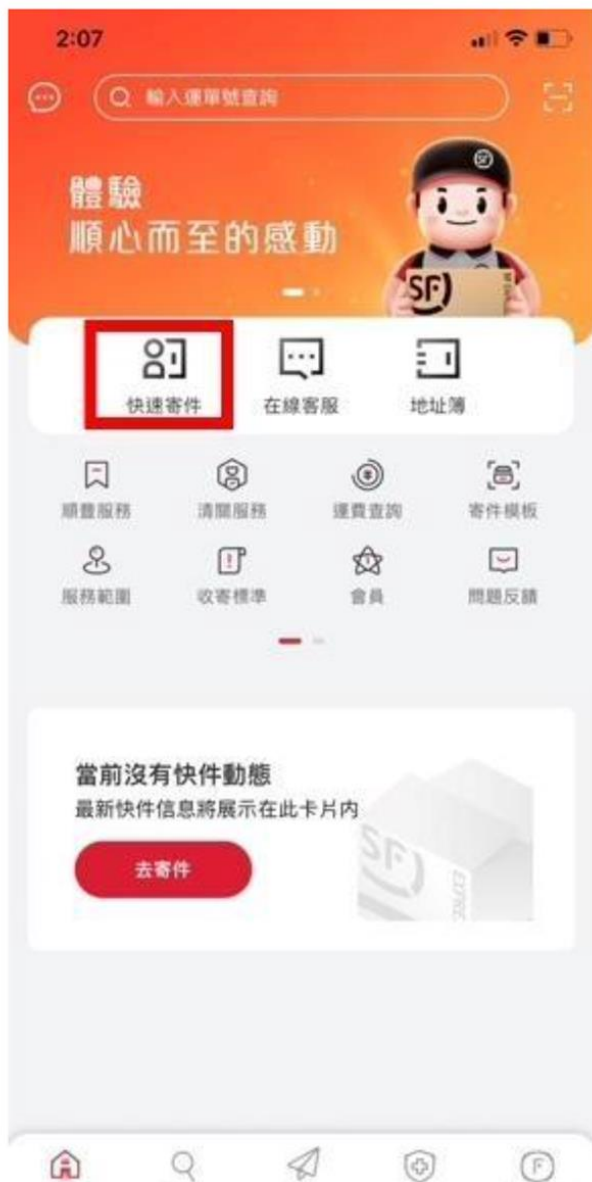 2:07
輸入運單號查詢
體驗
順心而至的感動
SF
SF
快速寄件 在線客服 地址簿
順豐服務 清關服務 運費查詢 寄件模板
服務範圍 收寄標準 會員 問題反饋
當前沒有快件動態
最新快件信息將展示在此卡片内
去寄件
SF
F